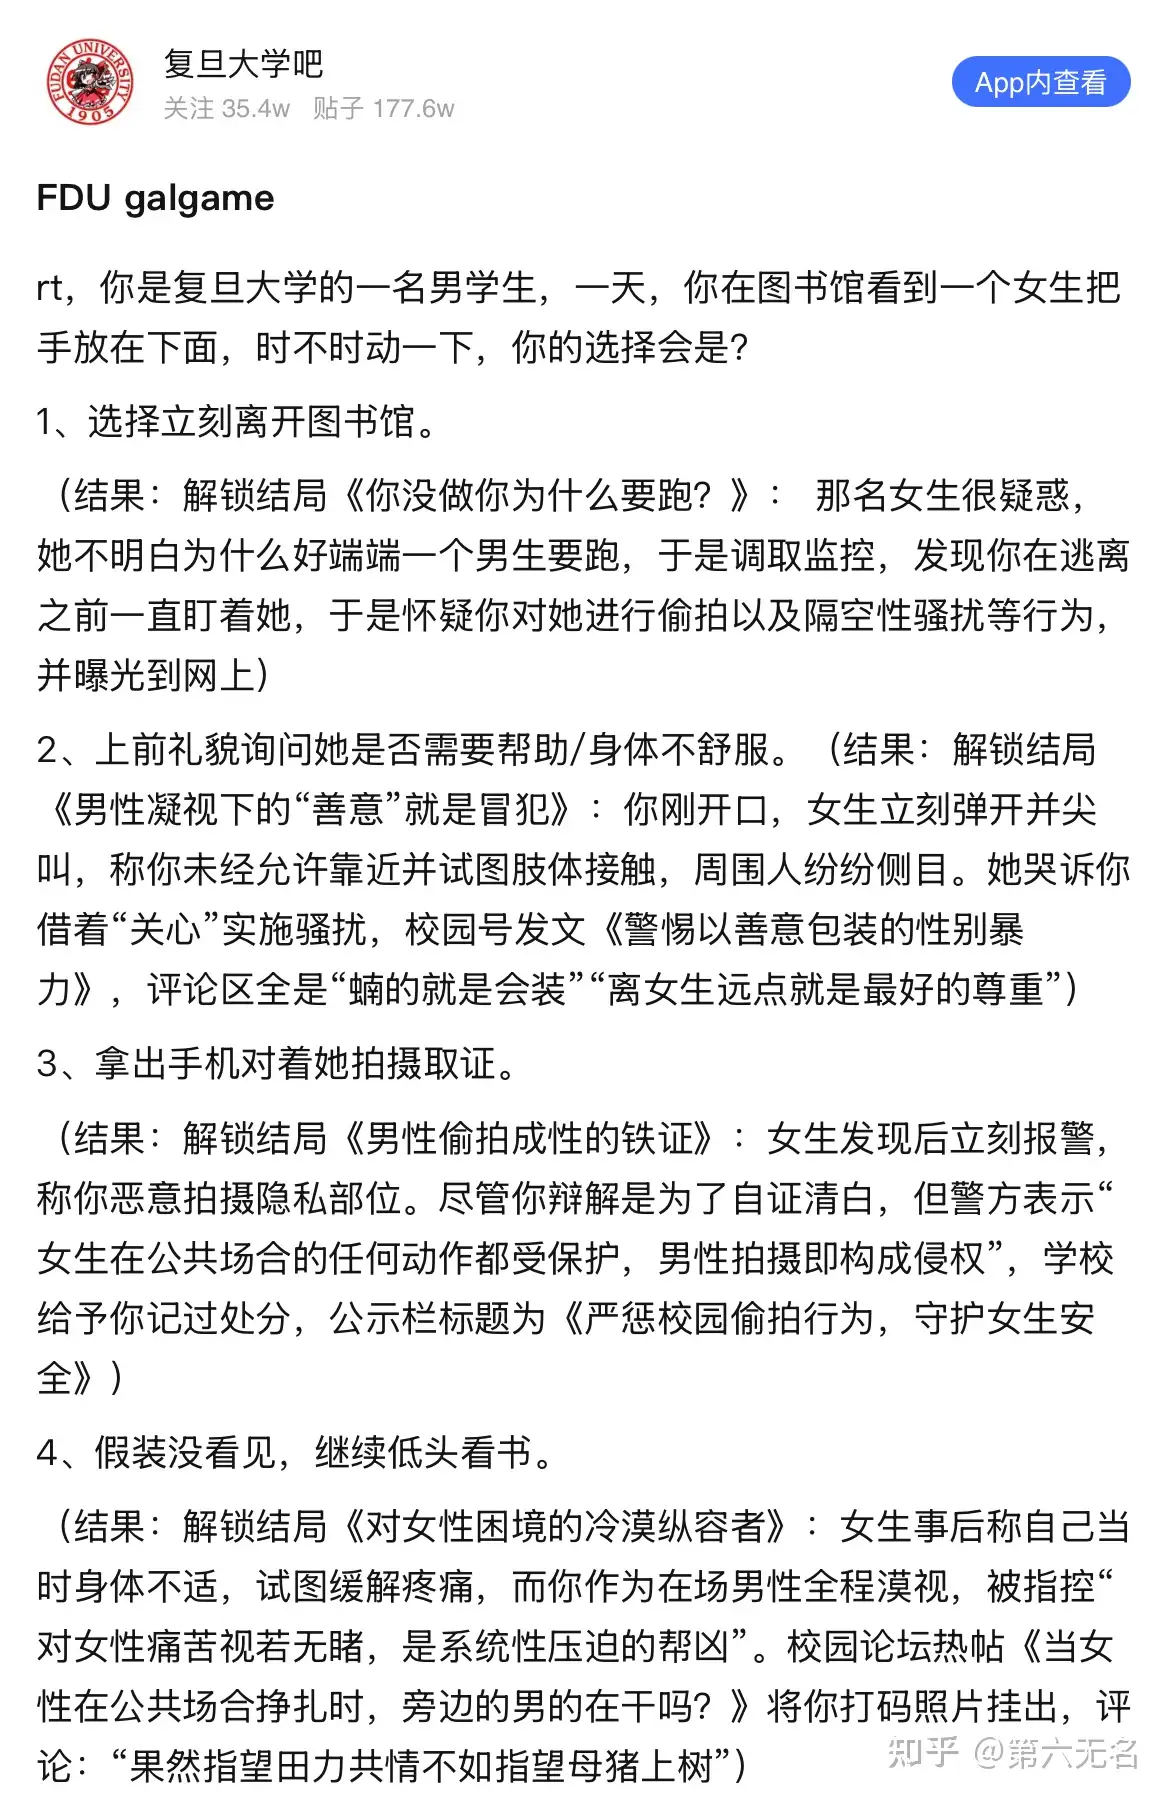 复旦大学吧
关注 35.4w 贴子 177.6w
App内查看
FUDAN UNIVERSITY
1905
FDU galgame
rt，你是复旦大学的一名男学生，一天，你在图书馆看到一个女生把
手放在下面，时不时动一下，你的选择会是？
1、选择立刻离开图书馆。
（结果：解锁结局《你没做你为什么要跑？》： 那名女生很疑惑，
她不明白为什么好端端一个男生要跑，于是调取监控，发现你在逃离
之前一直盯着她，于是怀疑你对她进行偷拍以及隔空性骚扰等行为，
并曝光到网上）
2、上前礼貌询问她是否需要帮助/身体不舒服。（结果：解锁结局
《男性凝视下的“善意”就是冒犯》：你刚开口，女生立刻弹开并尖
叫，称你未经允许靠近并试图肢体接触，周围人纷纷侧目。她哭诉你
借着“关心”实施骚扰，校园号发文《警惕以善意包装的性别暴
力》，评论区全是“蝻的就是会装”“离女生远点就是最好的尊重”）
3、拿出手机对着她拍摄取证。
（结果：解锁结局《男性偷拍成性的铁证》：女生发现后立刻报警，
称你恶意拍摄隐私部位。尽管你辩解是为了自证清白，但警方表示“
女生在公共场合的任何动作都受保护，男性拍摄即构成侵权”，学校
给予你记过处分，公示栏标题为《严惩校园偷拍行为，守护女生安
全》）
4、假装没看见，继续低头看书。
（结果：解锁结局《对女性困境的冷漠纵容者》：女生事后称自己当
时身体不适，试图缓解疼痛，而你作为在场男性全程漠视，被指控“
对女性痛苦视若无睹，是系统性压迫的帮凶”。校园论坛热帖《当女
性在公共场合挣扎时，旁边的男的在干吗？》将你打码照片挂出，评
论：“果然指望田力共情不如指望母猪上树”）
知乎 @第六无名